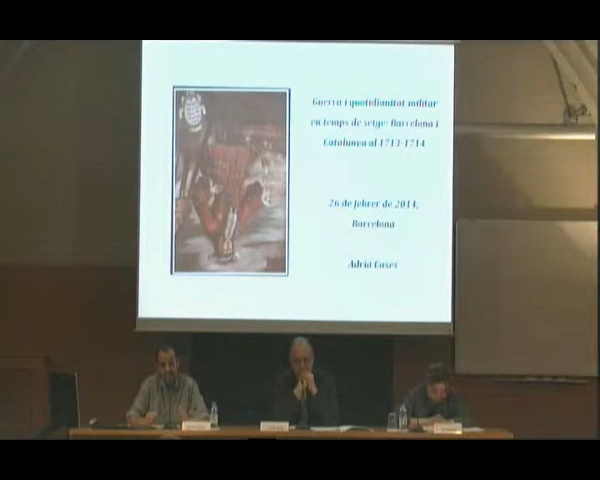 Guerra i quotidianitat militar
en temps de setge: Barcelona i
Catalunya al 1713-1714
26 de febrer de 2014,
Barcelona
Adrià Cases